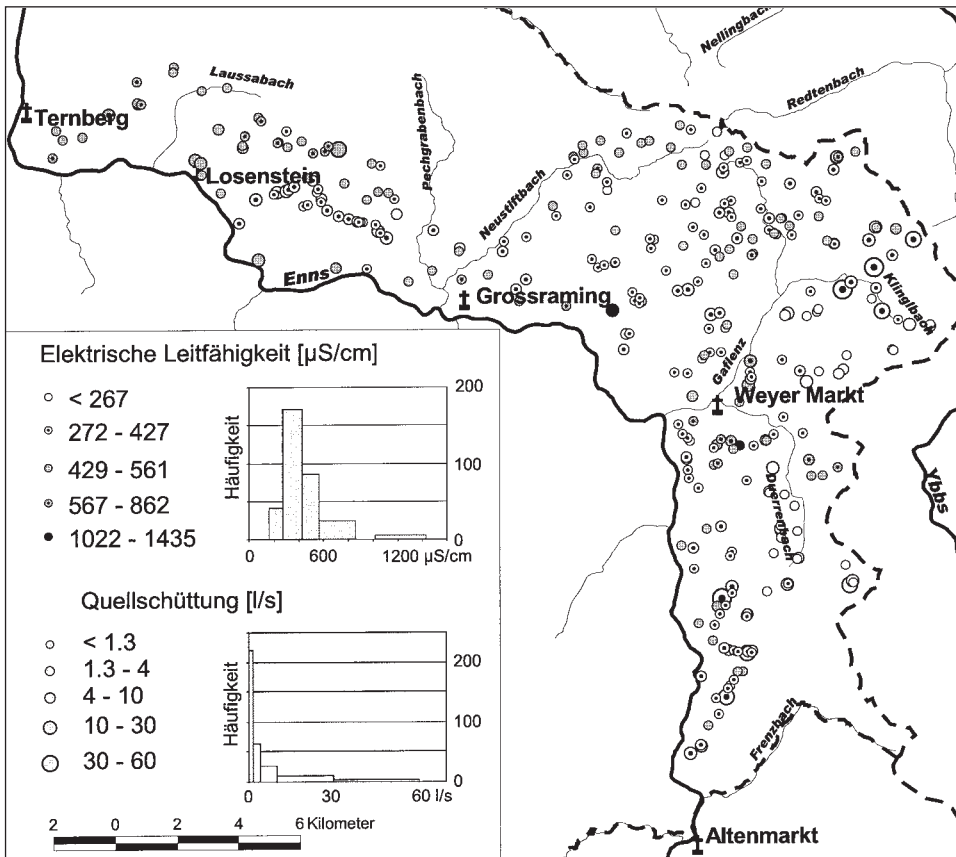 Nellingbach
Laussabach
Redtenbach
Ternberg
Pechgrabenbach
Losenstein
Neustiftbach
Enns
Grossraming
Klinglbach
Gaflenz
Weyer Markt
Ybbs
Duerrenbach
Frenzbach
Altenmarkt
Elektrische Leitfähigkeit [µS/cm]
< 267
272 - 427
429 - 561
567 - 862
1022 - 1435
Häufigkeit
200
100
0
0 600 1200 µS/cm
Quellschüttung [l/s]
< 1.3
1.3 - 4
4 - 10
10 - 30
30 - 60
Häufigkeit
200
100
0
0 30 60 l/s
2 0 2 4 6 Kilometer